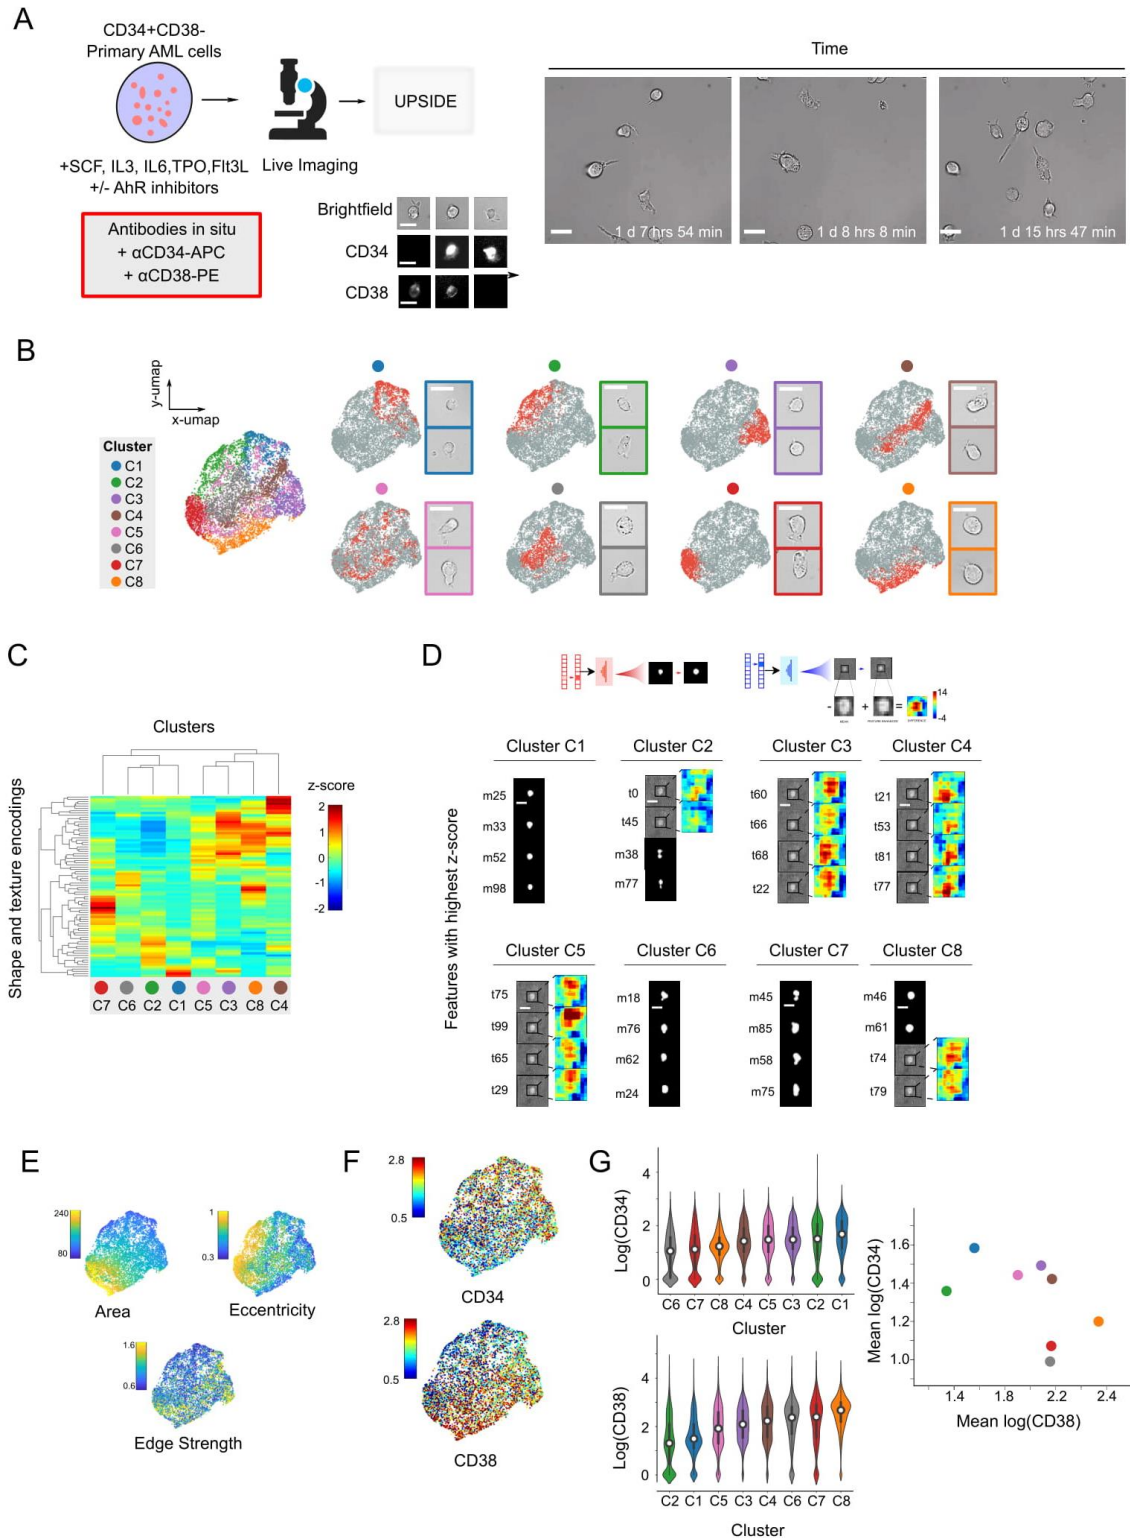 A
CD34+CD38-
Primary AML cells
UPSIDE
+SCF, IL3, IL6,TPO,Flt3L
+/- AhR inhibitors
Live Imaging
Antibodies in situ
+ αCD34-APC
+ αCD38-PE
Brightfield
CD34
CD38
Time
1 d 7 hrs 54 min
1 d 8 hrs 8 min
1 d 15 hrs 47 min
B
y-umap
x-umap
Cluster
C1
C2
C3
C4
C5
C6
C7
C8
C
Clusters
Shape and texture encodings
z-score
2
1
0
-1
-2
C7 C6 C2 C1 C5 C3 C8 C4
D
- + =
14
-4
Features with highest z-score
Cluster C1
m25
m33
m52
m98
Cluster C2
t0
t45
m38
m77
Cluster C3
t60
t66
t68
t22
Cluster C4
t21
t53
t81
t77
Cluster C5
t75
t99
t65
t29
Cluster C6
m18
m76
m62
m24
Cluster C7
m45
m85
m58
m75
Cluster C8
m46
m61
t74
t79
E
240
80
Area
1
0.3
Eccentricity
1.6
0.6
Edge Strength
F
2.8
0.5
CD34
2.8
0.5
CD38
G
Log(CD34)
4
2
0
C6 C7 C8 C4 C5 C3 C2 C1
Cluster
Log(CD38)
4
2
0
C2 C1 C5 C3 C4 C6 C7 C8
Cluster
Mean log(CD34)
1.6
1.4
1.2
1.0
1.4 1.8 2.2 2.4
Mean log(CD38)